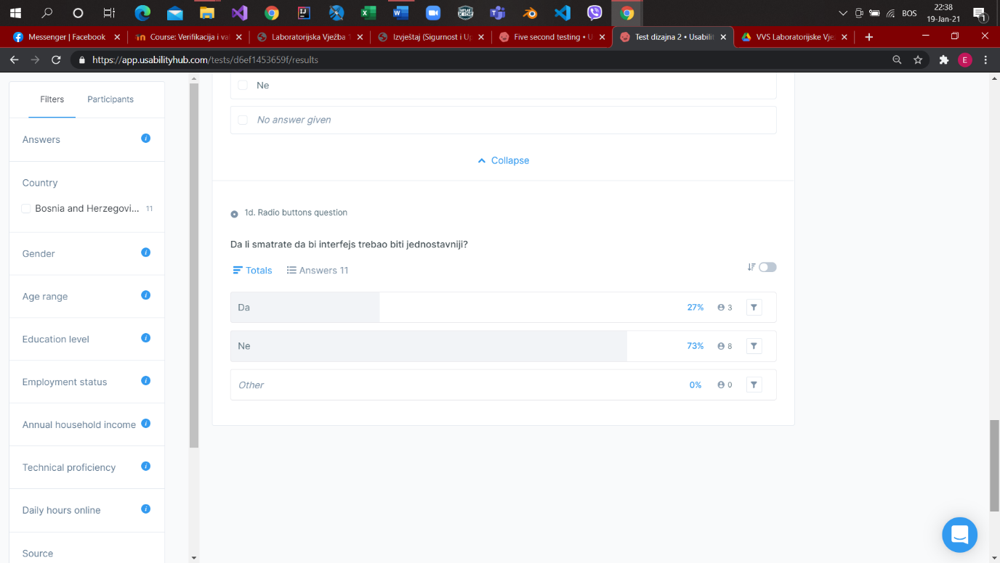 BOS
22:38
19-Jan-21
1
Messenger | Facebook
Course: Verifikacija i val
Laboratorijska Vježba 1
Izvještaj (Sigurnost i Up
Five second testing • U
Test dizajna 2 • Usabilit
VVS Laboratorijske Vje
https://app.usabilityhub.com/tests/d6ef1453659f/results
E
Filters
Participants
Answers
Country
Bosnia and Herzegovi...
11
Gender
Age range
Education level
Employment status
Annual household income
Technical proficiency
Daily hours online
Source
Ne
No answer given
Collapse
1d. Radio buttons question
Da li smatrate da bi interfejs trebao biti jednostavniji?
Totals
Answers 11
Da
27%
3
Ne
73%
8
Other
0%
0